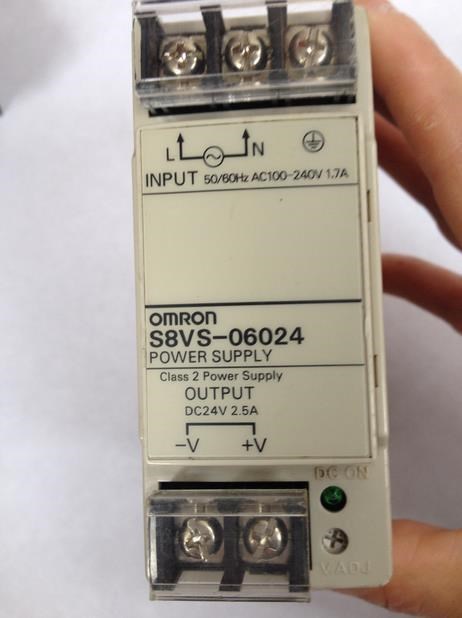 L N
INPUT 50/60Hz AC100-240V 1.7A
OMRON
S8VS-06024
POWER SUPPLY
Class 2 Power Supply
OUTPUT
DC24V 2.5A
-V +V
DC ON
V.ADJ